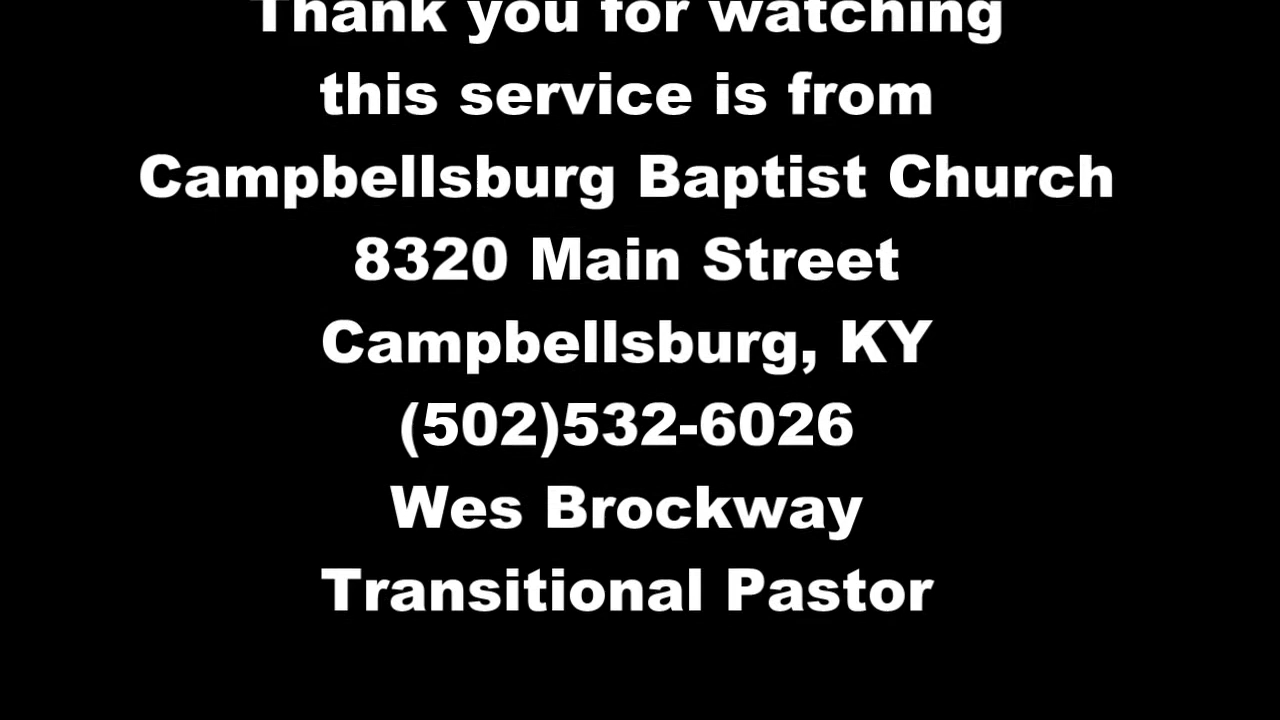 Thank you for watching
this service is from
Campbellsburg Baptist Church
8320 Main Street
Campbellsburg, KY
(502)532-6026
Wes Brockway
Transitional Pastor